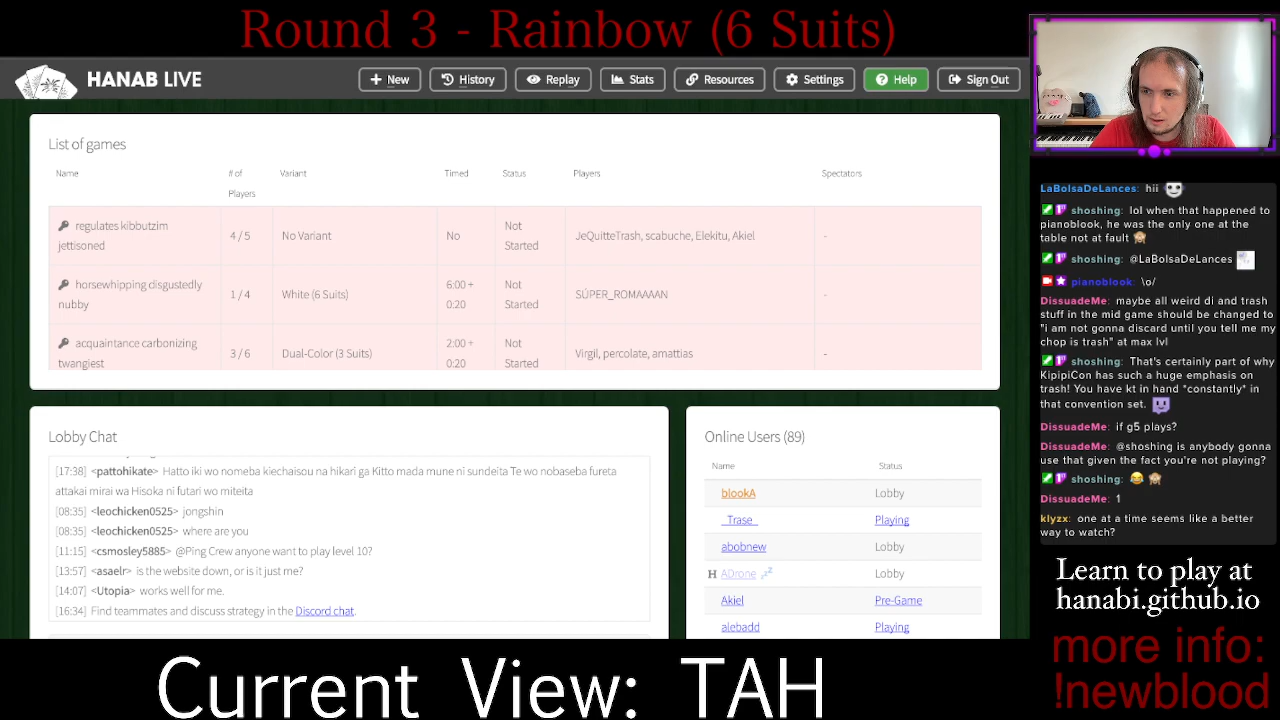 Round 3 - Rainbow (6 Suits)
HANAB LIVE
New
History
Replay
Stats
Resources
Settings
Help
Sign Out
List of games
Name
# of
Players
Variant
Timed
Status
Players
Spectators
regulates kibbutzim
jettisoned
4 / 5
No Variant
No
Not
Started
JeQuitteTrash, scabuche, Elekitu, Akiel
-
horsewhipping disgustedly
nubby
1 / 4
White (6 Suits)
6:00 +
0:20
Not
Started
SÚPER_ROMAAAAN
-
acquaintance carbonizing
twangiest
3 / 6
Dual-Color (3 Suits)
2:00 +
0:20
Not
Started
Virgil, percolate, amattias
-
Lobby Chat
[17:38] <pattohikate> Hatto iki wo nomeba kiechaisou na hikari ga Kitto mada mune ni sundeita Te wo nobaseba fureta
attakai mirai wa Hisoka ni futari wo miteita
[08:35] <leochicken0525> jongshin
[08:35] <leochicken0525> where are you
[11:15] <csmosley5885> @Ping Crew anyone want to play level 10?
[13:57] <asaelr> is the website down, or is it just me?
[14:07] <Utopia> works well for me.
[16:34] Find teammates and discuss strategy in the Discord chat.
Online Users (89)
Name
Status
blookA
Lobby
_Trase_
Playing
abobnew
Lobby
H ADrone
Lobby
Akiel
Pre-Game
alebadd
Playing
LaBolsaDeLances: hii
shoshing: lol when that happened to
pianoblook, he was the only one at the
table not at fault
shoshing: @LaBolsaDeLances
pianoblook: \o/
DissuadeMe: maybe all weird di and trash
stuff in the mid game should be changed to
"i am not gonna discard until you tell me my
chop is trash" at max lvl
shoshing: That's certainly part of why
KipipiCon has such a huge emphasis on
trash! You have kt in hand *constantly* in
that convention set.
DissuadeMe: if g5 plays?
DissuadeMe: @shoshing is anybody gonna
use that given the fact you're not playing?
shoshing:
DissuadeMe: 1
klyzx: one at a time seems like a better
way to watch?
Learn to play at
hanabi.github.io
more info:
!newblood
Current View: TAH